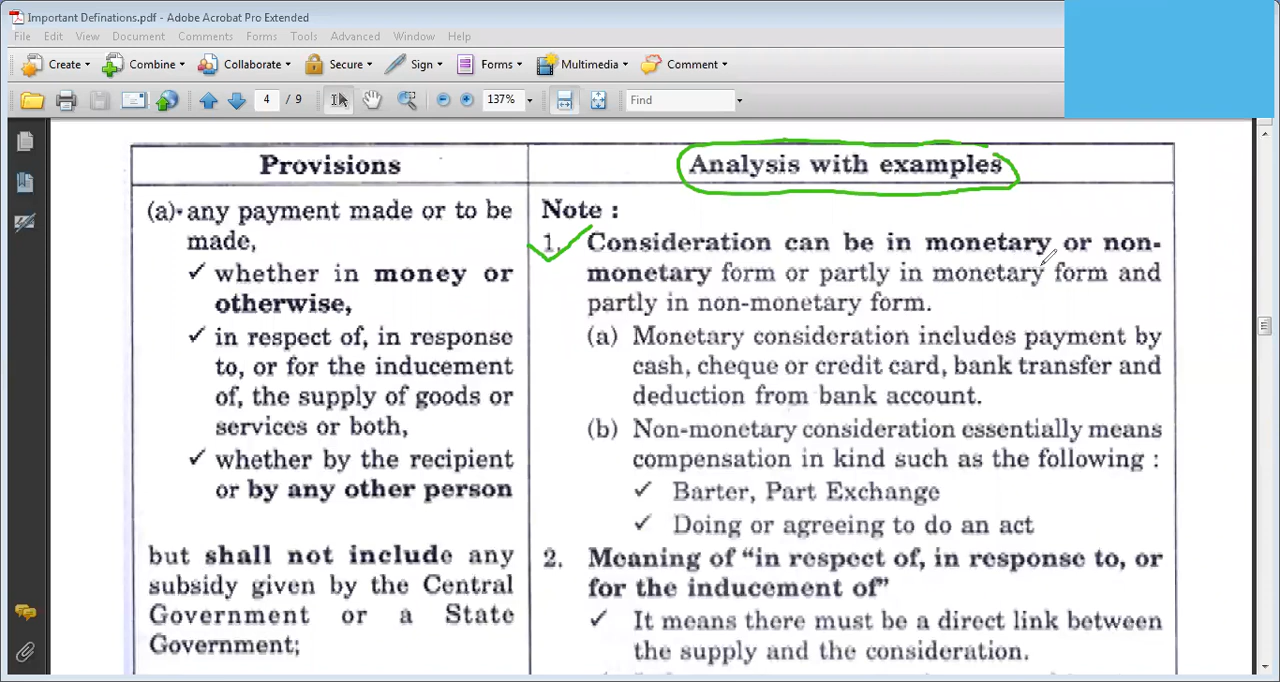 Important Definations.pdf - Adobe Acrobat Pro Extended
File Edit View Document Comments Forms Tools Advanced Window Help
Create Combine Collaborate Secure Sign Forms Multimedia Comment
4 / 9 137% Find
Provisions
(a) any payment made or to be
made,
✓ whether in money or
otherwise,
✓ in respect of, in response
to, or for the inducement
of, the supply of goods or
services or both,
✓ whether by the recipient
or by any other person
but shall not include any
subsidy given by the Central
Government or a State
Government;
Analysis with examples
Note :
1. Consideration can be in monetary or non-
monetary form or partly in monetary form and
partly in non-monetary form.
(a) Monetary consideration includes payment by
cash, cheque or credit card, bank transfer and
deduction from bank account.
(b) Non-monetary consideration essentially means
compensation in kind such as the following :
✓ Barter, Part Exchange
✓ Doing or agreeing to do an act
2. Meaning of “in respect of, in response to, or
for the inducement of”
✓ It means there must be a direct link between
the supply and the consideration.